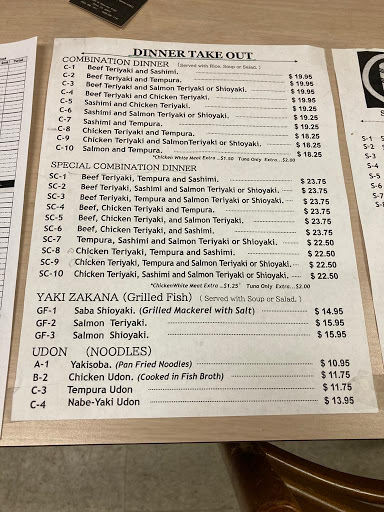 DINNER TAKE OUT
COMBINATION DINNER (Served with Rice, Soup or Salad.)
C-1 Beef Teriyaki and Sashimi. $ 19.95
C-2 Beef Teriyaki and Tempura. $ 19.95
C-3 Beef Teriyaki and Salmon Teriyaki or Shioyaki. $ 19.95
C-4 Beef Teriyaki and Chicken Teriyaki. $ 19.95
C-5 Sashimi and Chicken Teriyaki. $ 19.25
C-6 Sashimi and Salmon Teriyaki or Shioyaki. $ 19.25
C-7 Sashimi and Tempura. $ 19.25
C-8 Chicken Teriyaki and Tempura. $ 18.25
C-9 Chicken Teriyaki and SalmonTeriyaki or Shioyaki. $ 18.25
C-10 Salmon and Tempura. $ 18.25
*Chicken White Meat Extra ...$1.50 Tuna Only Extra...$2.00
SPECIAL COMBINATION DINNER
SC-1 Beef Teriyaki, Tempura and Sashimi. $ 23.75
SC-2 Beef Teriyaki, Sashimi and Salmon Teriyaki or Shioyaki. $ 23.75
SC-3 Beef Teriyaki, Tempura and Salmon Teriyaki or Shioyaki. $ 23.75
SC-4 Beef, Chicken Teriyaki and Tempura. $ 23.75
SC-5 Beef, Chicken Teriyaki, and Salmon Teriyaki. $ 23.75
SC-6 Beef, Chicken Teriyaki, and Sashimi. $ 23.75
SC-7 Tempura, Sashimi and Salmon Teriyaki or Shioyaki. $ 22.50
SC-8 Chicken Teriyaki, Tempura and Sashimi. $ 22.50
SC-9 Chicken Teriyaki, Tempura and Salmon Teriyaki or Shioyaki. $ 22.50
SC-10 Chicken Teriyaki, Sashimi and Salmon Teriyaki or Shioyaki. $ 22.50
*ChickenWhite Meat Extra ...$1.25 Tuna Only Extra ...$2.00
YAKI ZAKANA (Grilled Fish) ( Served with Soup or Salad. )
GF-1 Saba Shioyaki. (Grilled Mackerel with Salt) $ 14.95
GF-2 Salmon Teriyaki. $ 15.95
GF-3 Salmon Shioyaki. $ 15.95
UDON (NOODLES)
A-1 Yakisoba. (Pan Fried Noodles) $ 10.95
B-2 Chicken Udon. (Cooked in Fish Broth) $ 11.75
C-3 Tempura Udon $ 11.75
C-4 Nabe-Yaki Udon $ 13.95
S-1
S-2
S-3
S-4
S-5
S-6